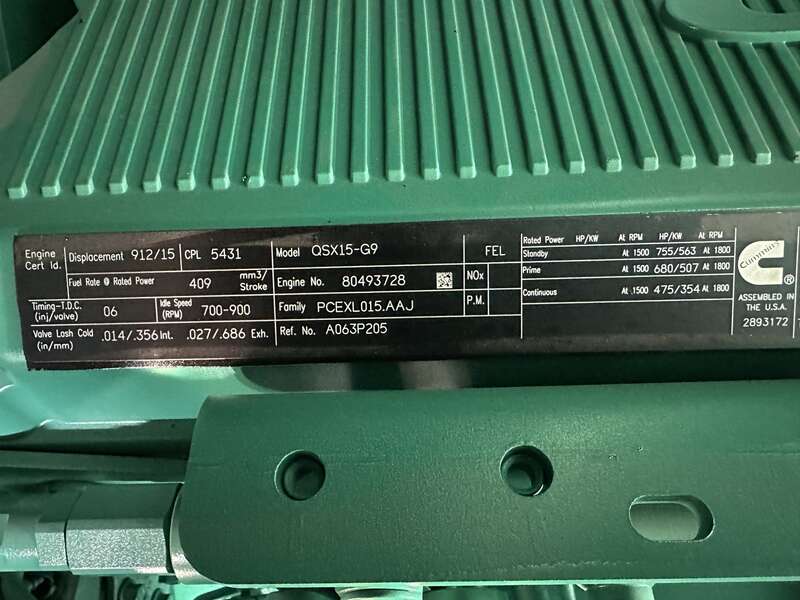 Engine Cert Id.
Displacement 912/15 CPL 5431
Fuel Rate @ Rated Power 409 mm3/Stroke
Timing-T.D.C. (inj/valve) 06 Idle Speed (RPM) 700-900
Valve Lash Cold (in/mm) .014/.356 Int. .027/.686 Exh.
Model QSX15-G9
Engine No. 80493728
Family PCEXL015.AAJ
Ref. No. A063P205
FEL
NOx
P.M.
Rated Power HP/KW At RPM HP/KW At RPM
Standby At 1500 755/563 At 1800
Prime At 1500 680/507 At 1800
Continuous At 1500 475/354 At 1800
Cummins
ASSEMBLED IN
THE U.S.A.
2893172